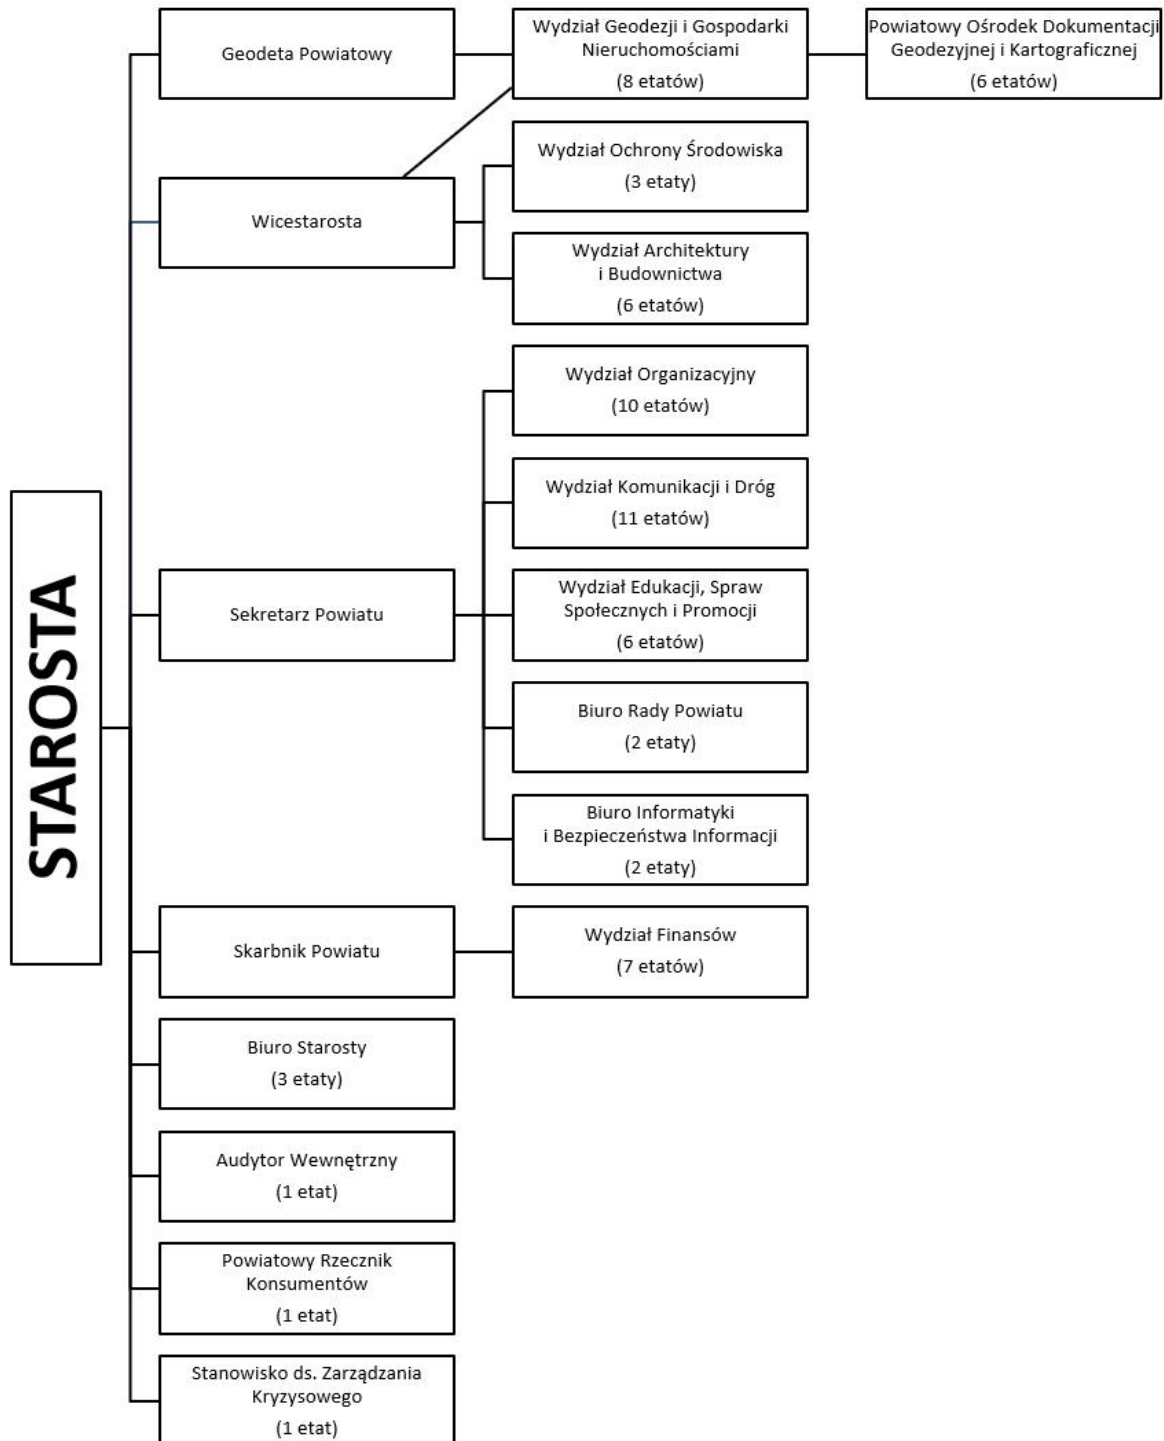 STAROSTA
Geodeta Powiatowy
Wydział Geodezji i Gospodarki
Nieruchomościami
(8 etatów)
Powiatowy Ośrodek Dokumentacji
Geodezyjnej i Kartograficznej
(6 etatów)
Wicestarosta
Wydział Ochrony Środowiska
(3 etaty)
Wydział Architektury
i Budownictwa
(6 etatów)
Sekretarz Powiatu
Wydział Organizacyjny
(10 etatów)
Wydział Komunikacji i Dróg
(11 etatów)
Wydział Edukacji, Spraw
Społecznych i Promocji
(6 etatów)
Biuro Rady Powiatu
(2 etaty)
Biuro Informatyki
i Bezpieczeństwa Informacji
(2 etaty)
Skarbnik Powiatu
Wydział Finansów
(7 etatów)
Biuro Starosty
(3 etaty)
Audytor Wewnętrzny
(1 etat)
Powiatowy Rzecznik
Konsumentów
(1 etat)
Stanowisko ds. Zarządzania
Kryzysowego
(1 etat)